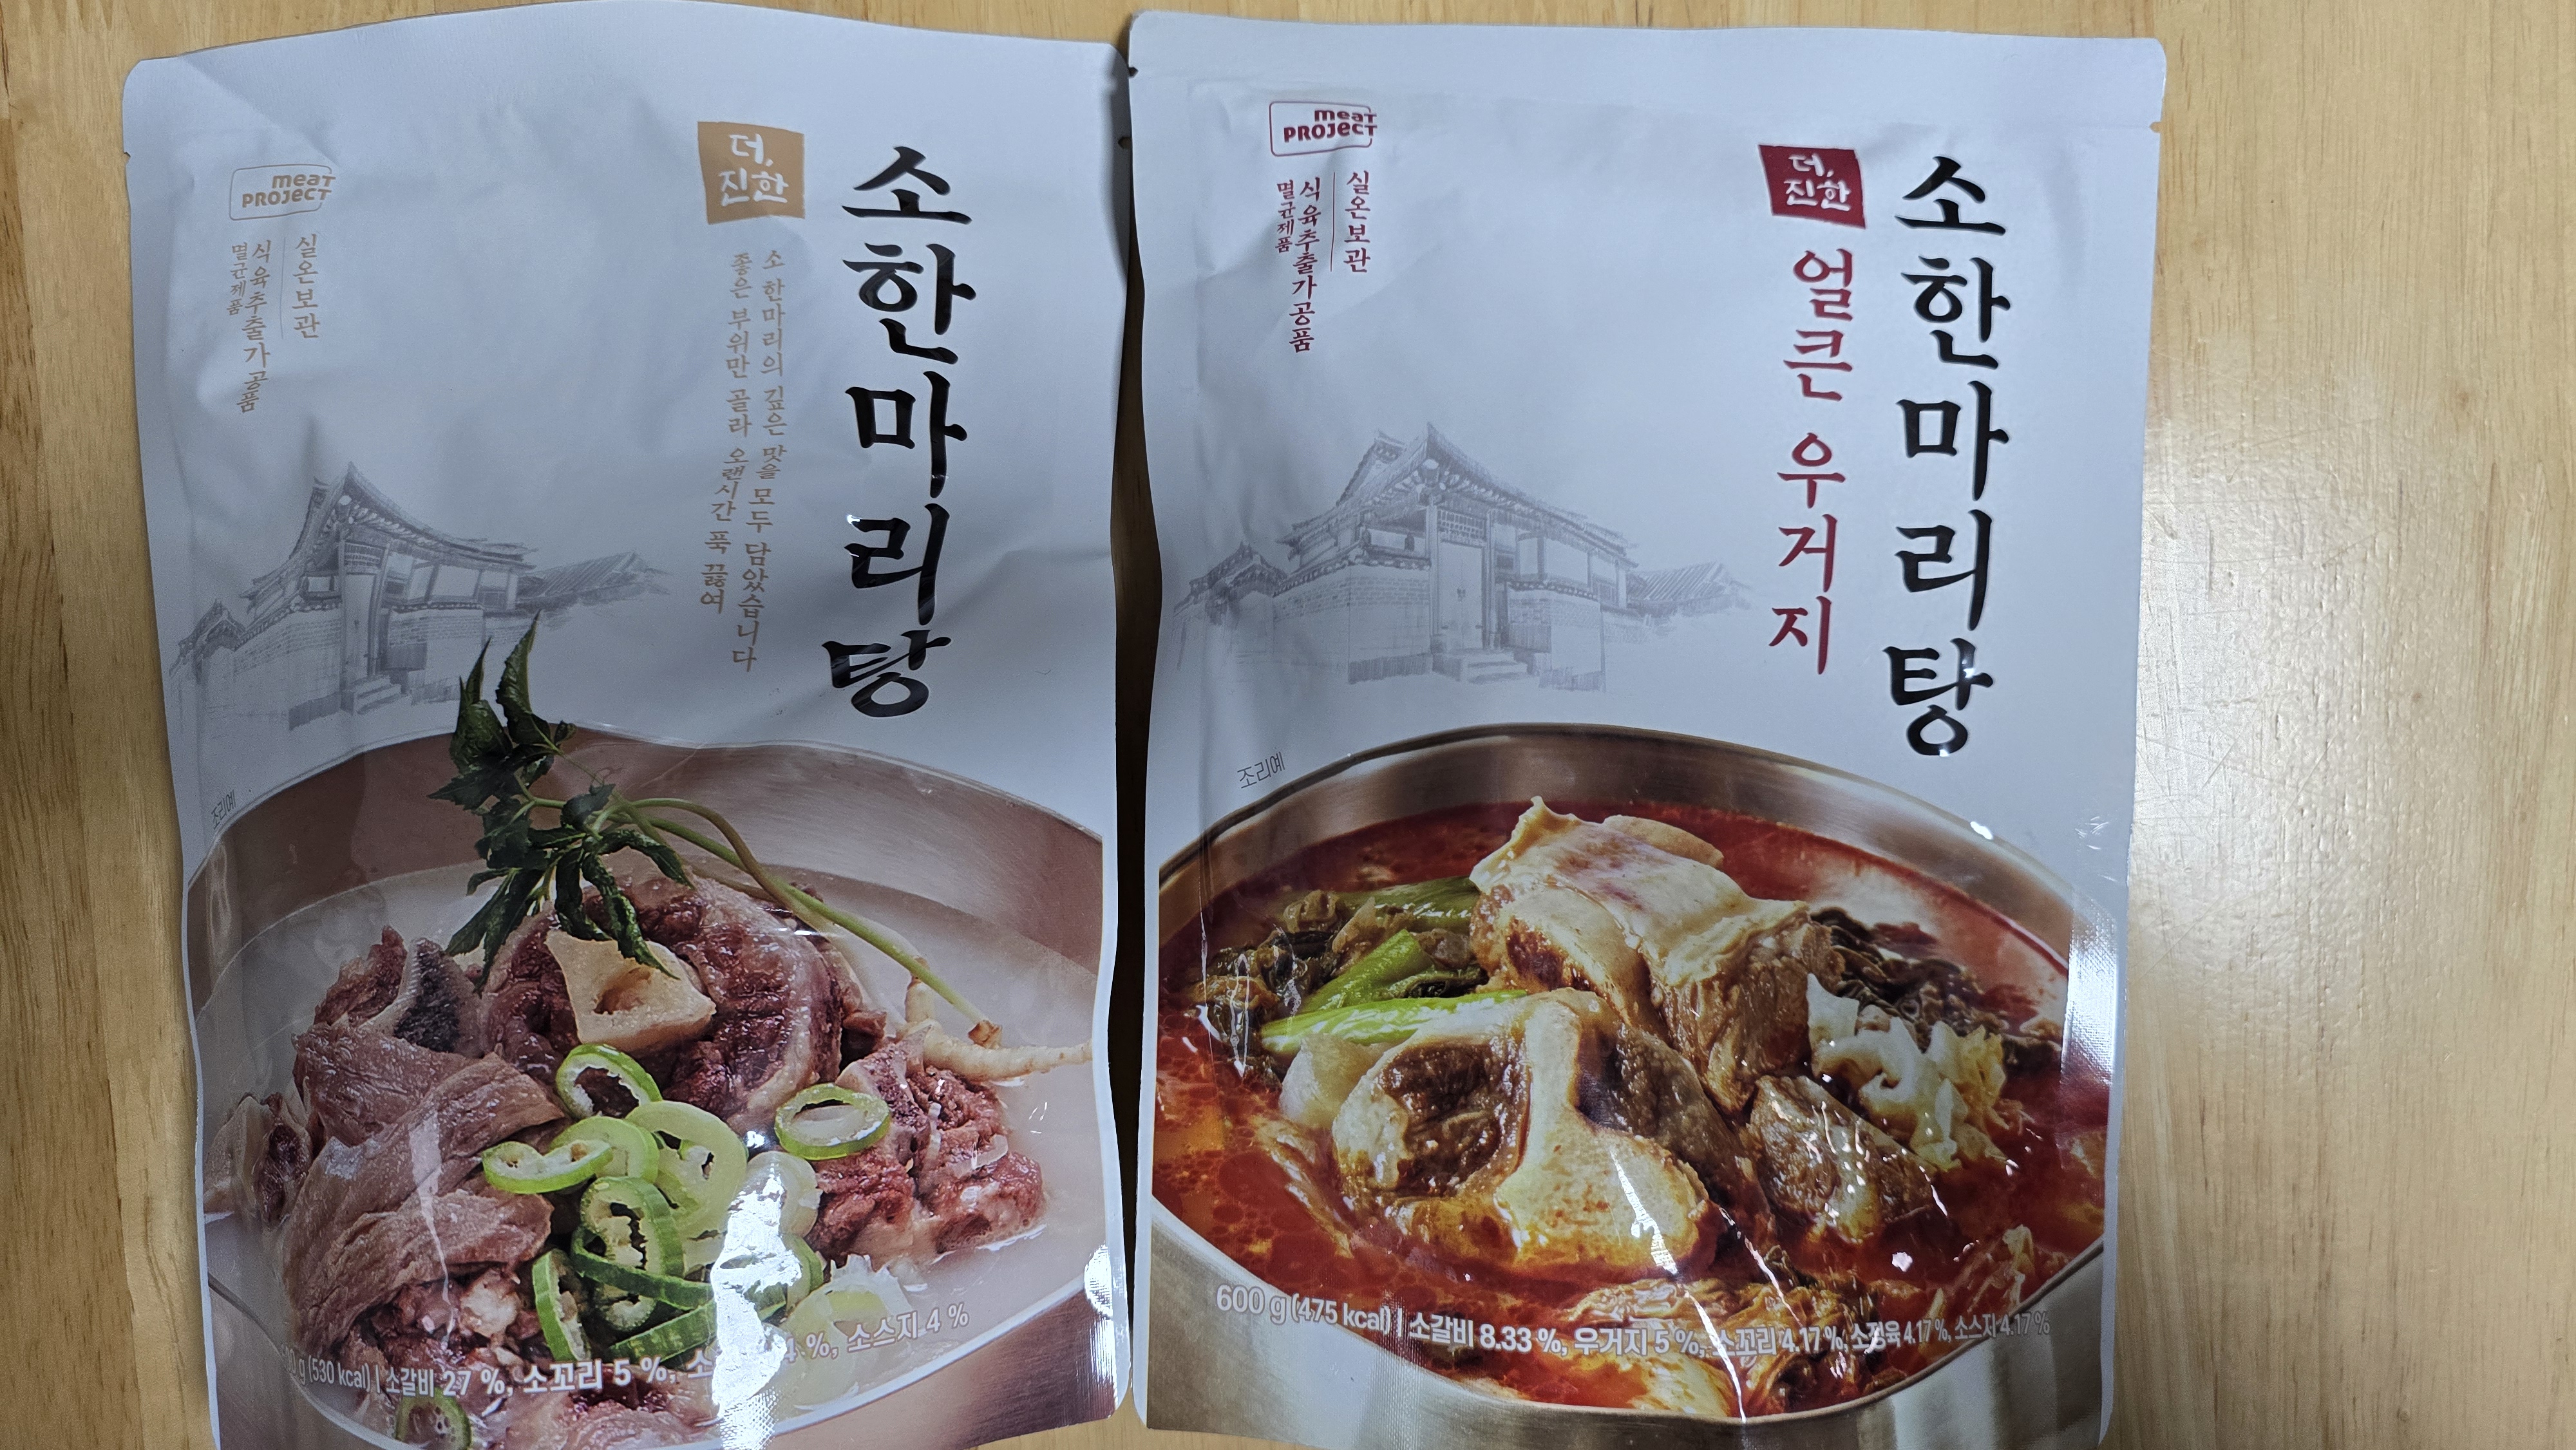 meat
PROJECT
실온보관
식육추출가공품
멸균제품
더,
진한
소한마리탕
소 한마리의 깊은 맛을 모두 담았습니다
좋은 부위만 골라 오랜시간 푹 끓여
조리예
g (530 kcal) | 소갈비 27 %, 소꼬리 5 %, 소 4 %, 소스지 4 %
meat
PROJECT
실온보관
식육추출가공품
멸균제품
더,
진한
소한마리탕
얼큰 우거지
조리예
600 g (475 kcal) | 소갈비 8.33 %, 우거지 5 %, 소꼬리 4.17 %, 소정육 4.17 %, 소스지 4.17 %